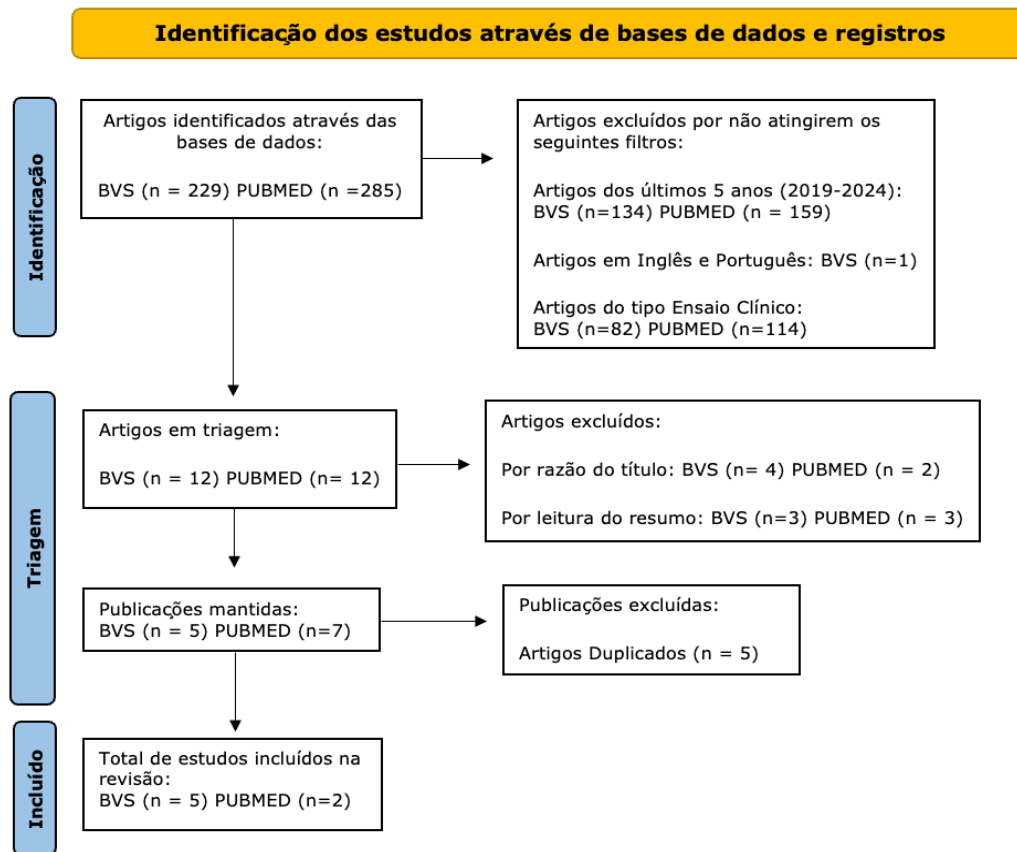 Identificação dos estudos através de bases de dados e registros
Identificação
Artigos identificados através das
bases de dados:
BVS (n = 229) PUBMED (n =285)
Artigos excluídos por não atingirem os
seguintes filtros:
Artigos dos últimos 5 anos (2019-2024):
BVS (n=134) PUBMED (n = 159)
Artigos em Inglês e Português: BVS (n=1)
Artigos do tipo Ensaio Clínico:
BVS (n=82) PUBMED (n=114)
Triagem
Artigos em triagem:
BVS (n = 12) PUBMED (n= 12)
Artigos excluídos:
Por razão do título: BVS (n= 4) PUBMED (n = 2)
Por leitura do resumo: BVS (n=3) PUBMED (n = 3)
Publicações mantidas:
BVS (n = 5) PUBMED (n=7)
Publicações excluídas:
Artigos Duplicados (n = 5)
Incluído
Total de estudos incluídos na
revisão:
BVS (n = 5) PUBMED (n=2)